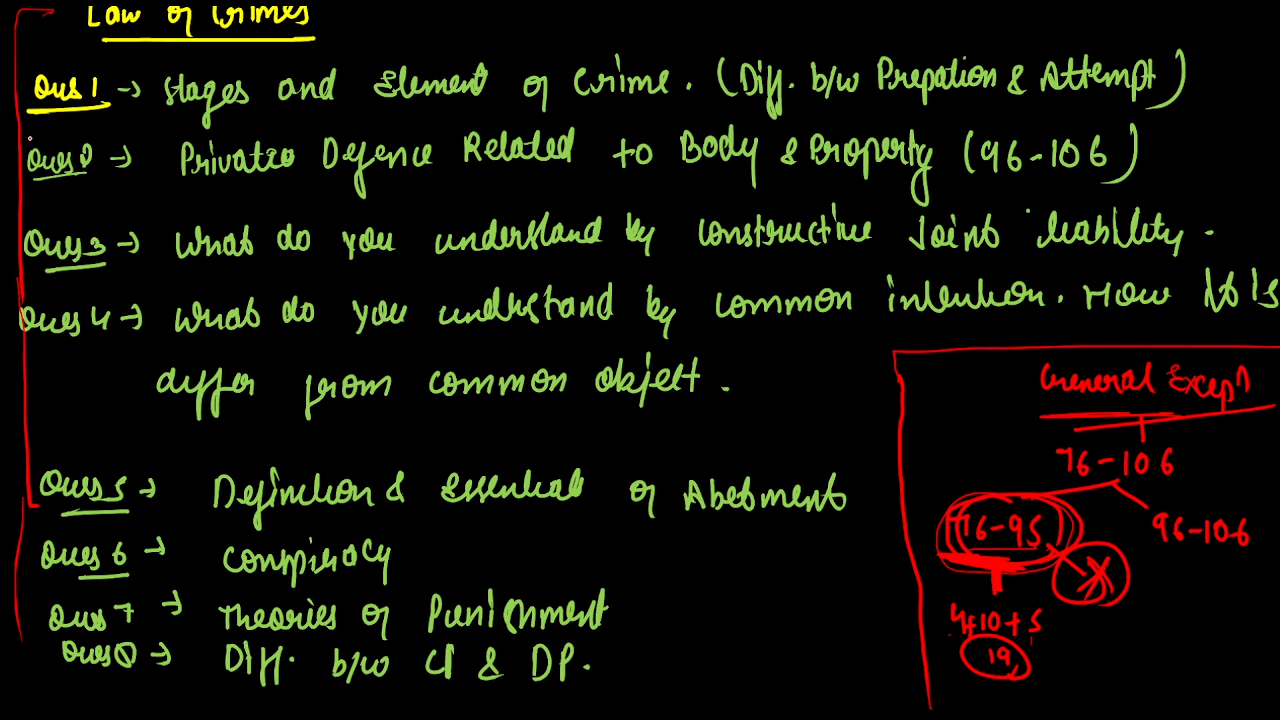 Law of Crimes
Ques 1 → Stages and Element of Crime. (Diff. b/w Prepation & Attempt)
Ques 2 → Private Defence Related to Body & Property (96-106)
Ques 3 → What do you understand by constructive Joint liability.
Ques 4 → What do you understand by common intention. How it is
differ from common object.
Ques 5 → Definition & Essential of Abetment
Ques 6 → Conspiracy
Ques 7 → Theories of Punishment
Ques 8 → Diff. b/w CP & DP.
General Excepn
76-106
76-95
96-106
4+10+5
19